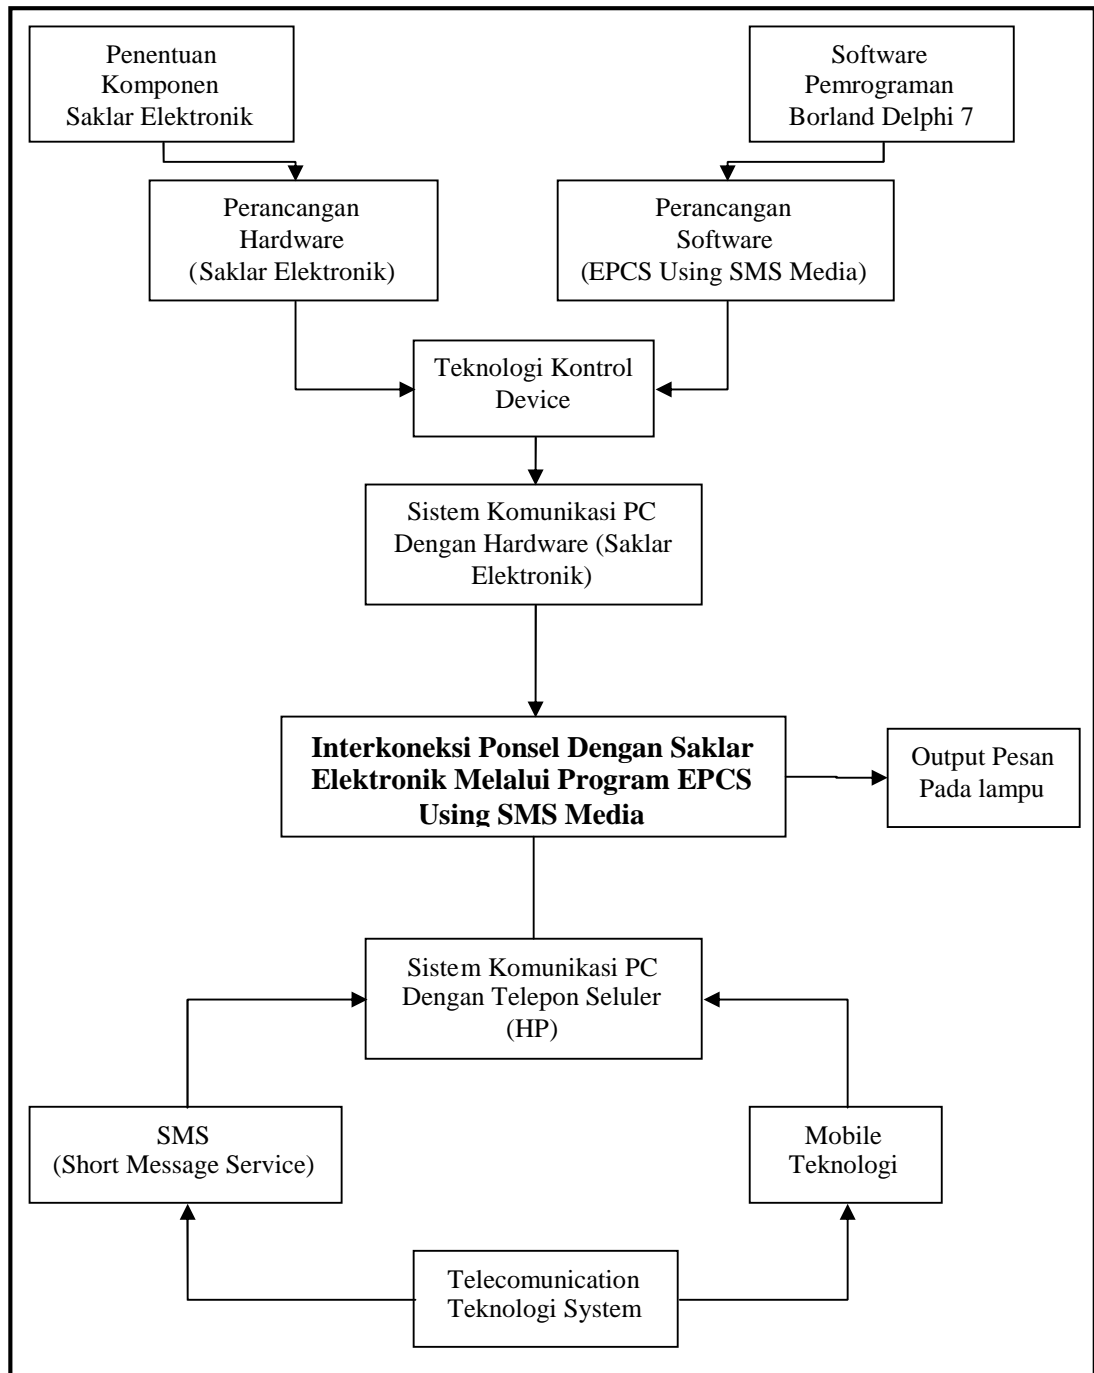 Penentuan
Komponen
Saklar Elektronik
Software
Pemrograman
Borland Delphi 7
Perancangan
Hardware
(Saklar Elektronik)
Perancangan
Software
(EPCS Using SMS Media)
Teknologi Kontrol
Device
Sistem Komunikasi PC
Dengan Hardware (Saklar
Elektronik)
Interkoneksi Ponsel Dengan Saklar
Elektronik Melalui Program EPCS
Using SMS Media
Output Pesan
Pada lampu
Sistem Komunikasi PC
Dengan Telepon Seluler
(HP)
SMS
(Short Message Service)
Mobile
Teknologi
Telecomunication
Teknologi System